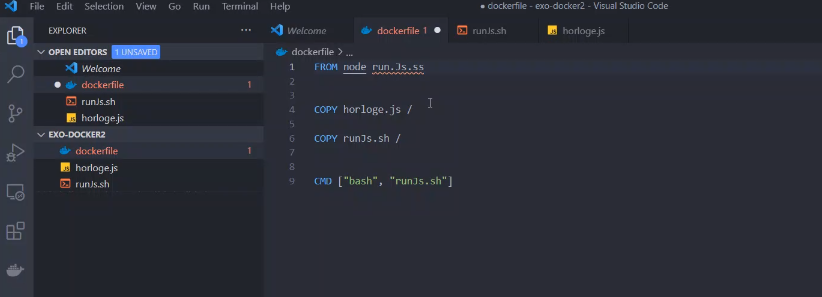 File Edit Selection View Go Run Terminal Help
● dockerfile - exo-docker2 - Visual Studio Code
EXPLORER ···
Welcome dockerfile 1 ● runJs.sh horloge.js
OPEN EDITORS 1 UNSAVED
Welcome
● dockerfile 1
runJs.sh
horloge.js
EXO-DOCKER2
dockerfile 1
horloge.js
runJs.sh
dockerfile > ...
1 FROM node run.Js.ss
2
3
4 COPY horloge.js /
5
6 COPY runJs.sh /
7
8
9 CMD ["bash", "runJs.sh"]